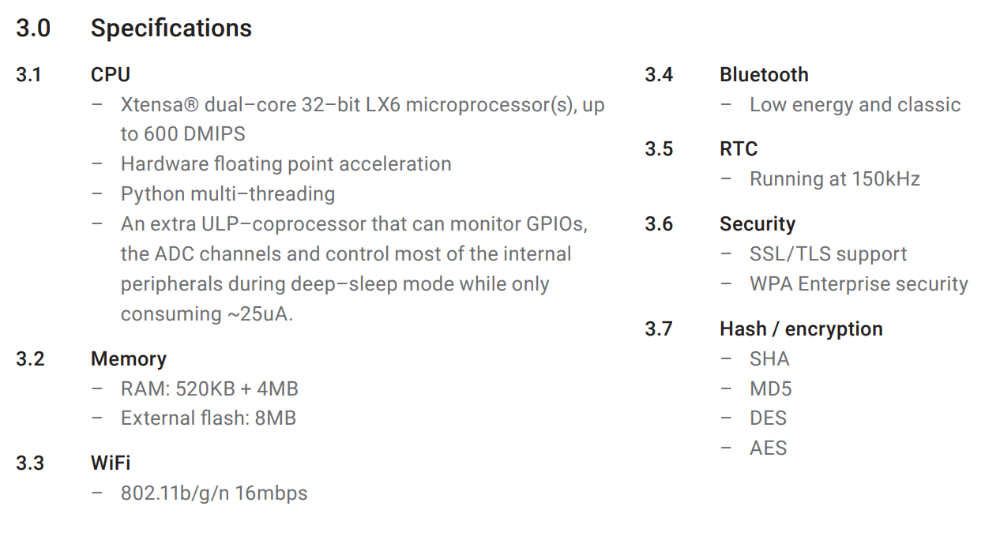 3.0 Specifications
3.1 CPU
– Xtensa® dual–core 32–bit LX6 microprocessor(s), up
to 600 DMIPS
– Hardware floating point acceleration
– Python multi–threading
– An extra ULP–coprocessor that can monitor GPIOs,
the ADC channels and control most of the internal
peripherals during deep–sleep mode while only
consuming ~25uA.
3.2 Memory
– RAM: 520KB + 4MB
– External flash: 8MB
3.3 WiFi
– 802.11b/g/n 16mbps
3.4 Bluetooth
– Low energy and classic
3.5 RTC
– Running at 150kHz
3.6 Security
– SSL/TLS support
– WPA Enterprise security
3.7 Hash / encryption
– SHA
– MD5
– DES
– AES